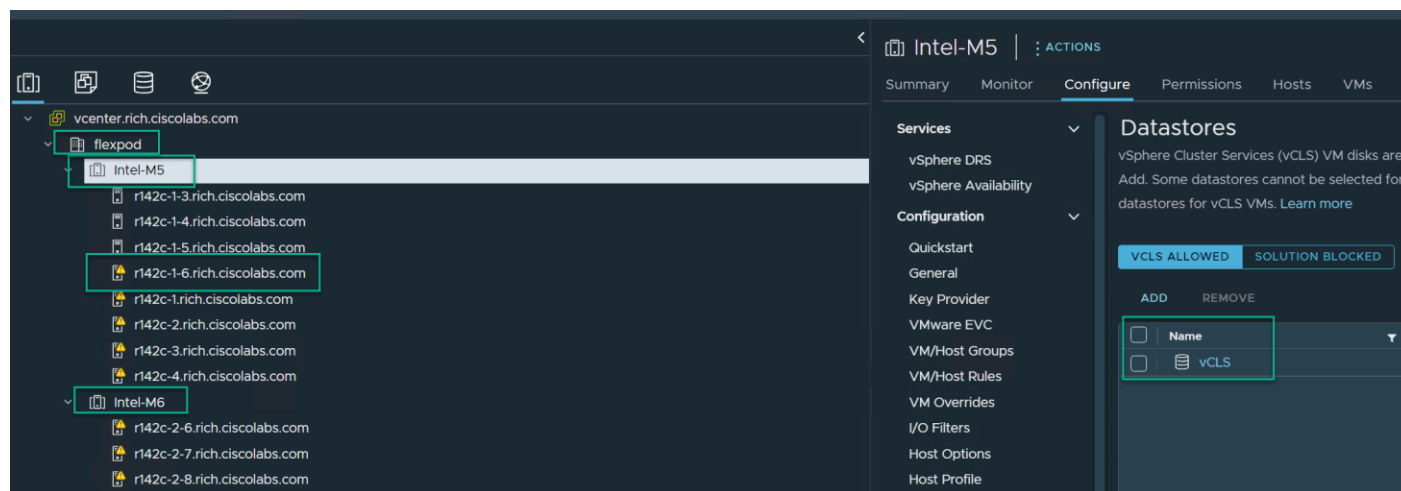 vcenter.rich.ciscolabs.com
flexpod
Intel-M5
r142c-1-3.rich.ciscolabs.com
r142c-1-4.rich.ciscolabs.com
r142c-1-5.rich.ciscolabs.com
r142c-1-6.rich.ciscolabs.com
r142c-1.rich.ciscolabs.com
r142c-2.rich.ciscolabs.com
r142c-3.rich.ciscolabs.com
r142c-4.rich.ciscolabs.com
Intel-M6
r142c-2-6.rich.ciscolabs.com
r142c-2-7.rich.ciscolabs.com
r142c-2-8.rich.ciscolabs.com
Intel-M5 ACTIONS
Summary Monitor Configure Permissions Hosts VMs
Services
vSphere DRS
vSphere Availability
Configuration
Quickstart
General
Key Provider
VMware EVC
VM/Host Groups
VM/Host Rules
VM Overrides
I/O Filters
Host Options
Host Profile
Datastores
vSphere Cluster Services (vCLS) VM disks are
Add. Some datastores cannot be selected for
datastores for vCLS VMs. Learn more
VCLS ALLOWED SOLUTION BLOCKED
ADD REMOVE
Name
vCLS